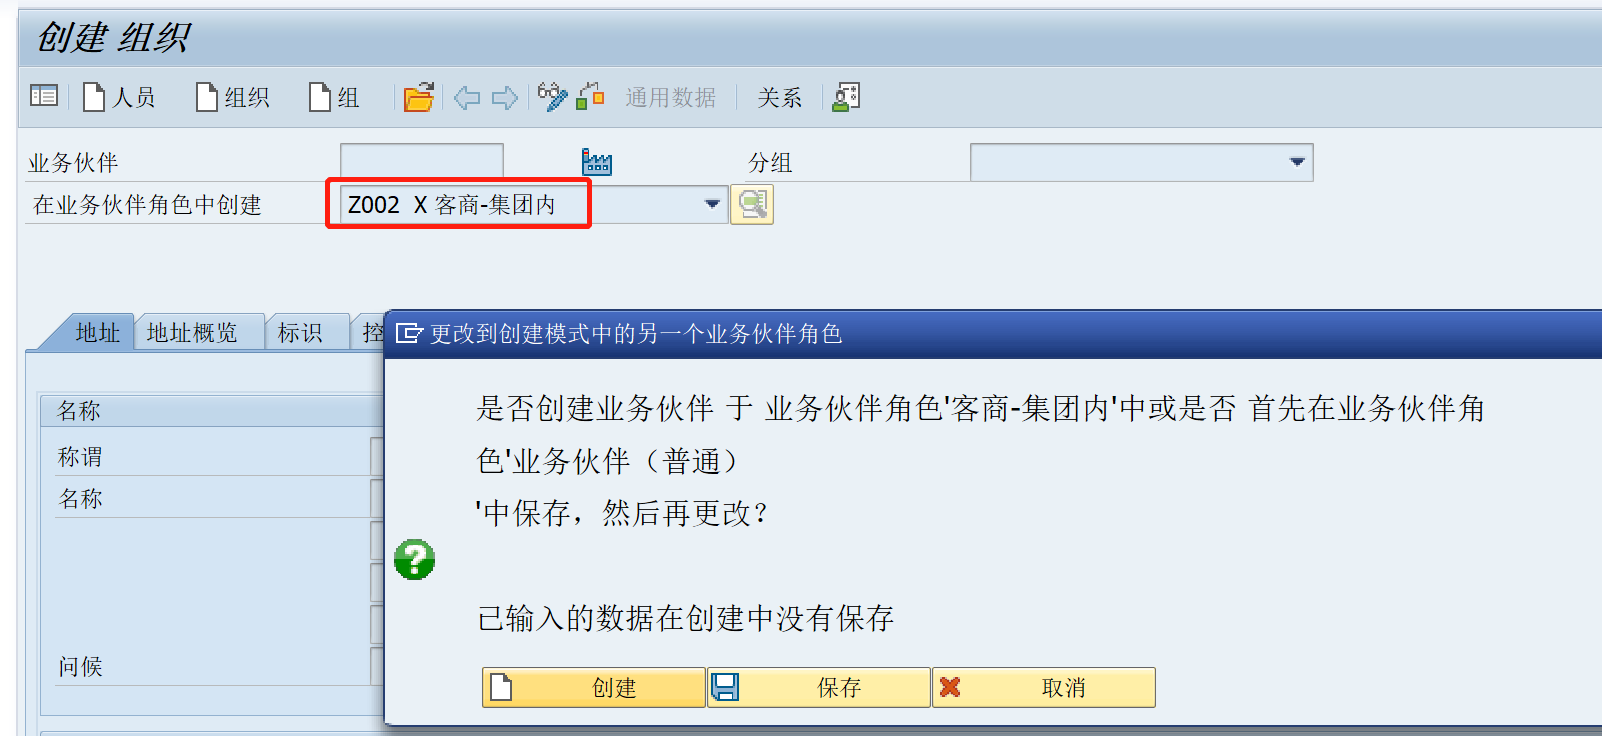 创建 组织
人员 组织 组 通用数据 关系
业务伙伴 分组
在业务伙伴角色中创建 Z002 X 客商-集团内
地址 地址概览 标识 控
更改到创建模式中的另一个业务伙伴角色
名称
称谓
名称
问候
是否创建业务伙伴 于 业务伙伴角色'客商-集团内'中或是否 首先在业务伙伴角
色'业务伙伴（普通）
'中保存，然后再更改？
已输入的数据在创建中没有保存
创建 保存 取消